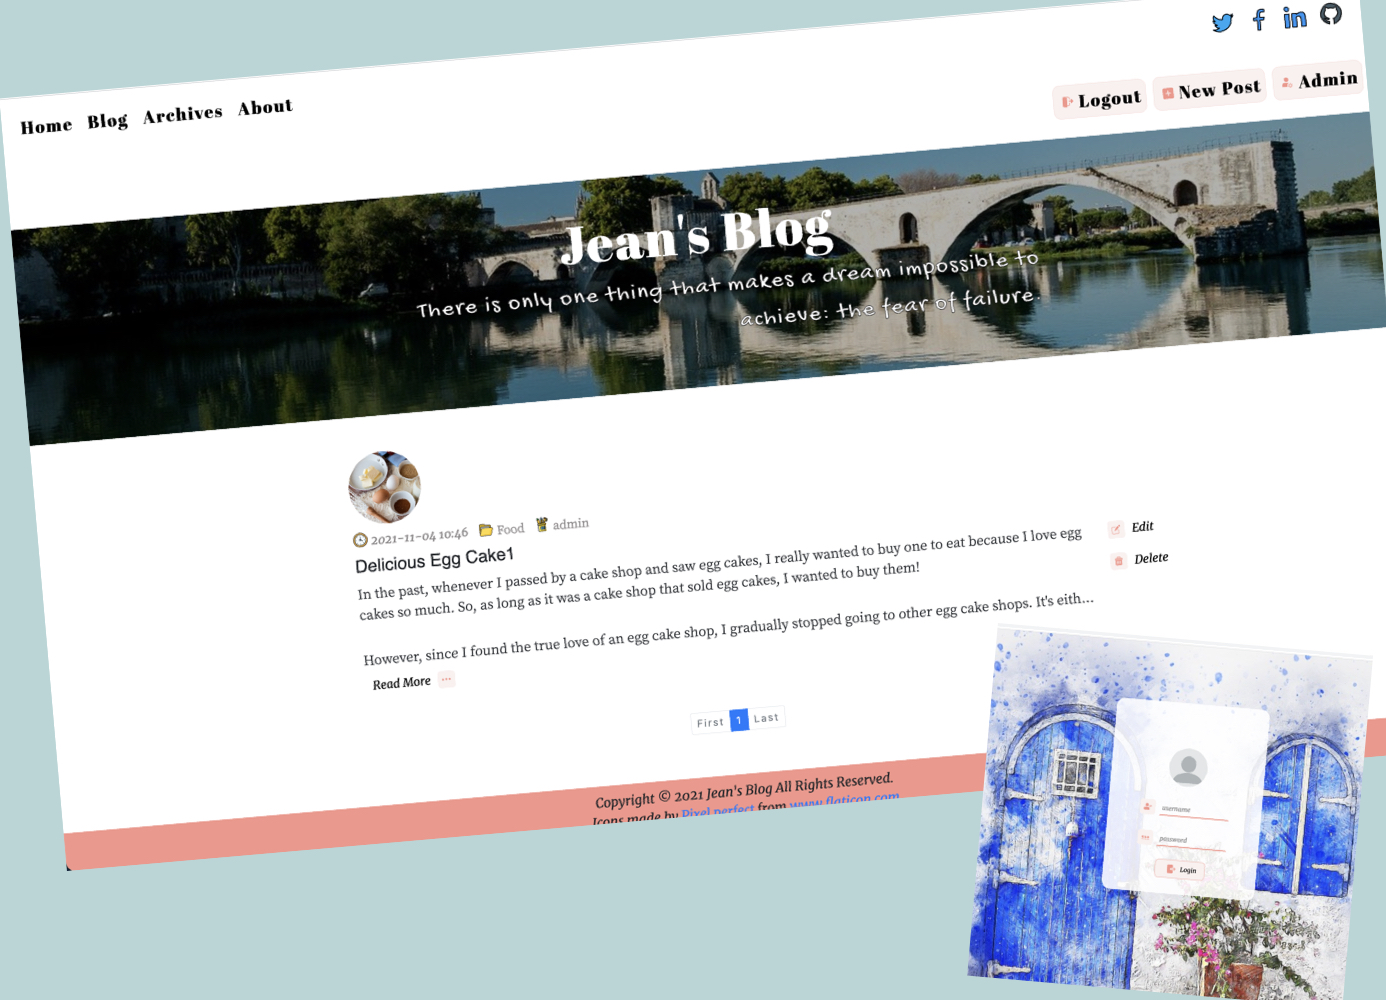 Home Blog Archives About
Logout New Post Admin
Jean's Blog
There is only one thing that makes a dream impossible to
achieve: the fear of failure.
2021-11-04 10:46 Food admin
Delicious Egg Cake1
In the past, whenever I passed by a cake shop and saw egg cakes, I really wanted to buy one to eat because I love egg
cakes so much. So, as long as it was a cake shop that sold egg cakes, I wanted to buy them!
However, since I found the true love of an egg cake shop, I gradually stopped going to other egg cake shops. It's eith...
Edit
Delete
Read More
First 1 Last
Copyright © 2021 Jean's Blog All Rights Reserved.
Icons made by Pixel perfect from www.flaticon.com
username
password
Login